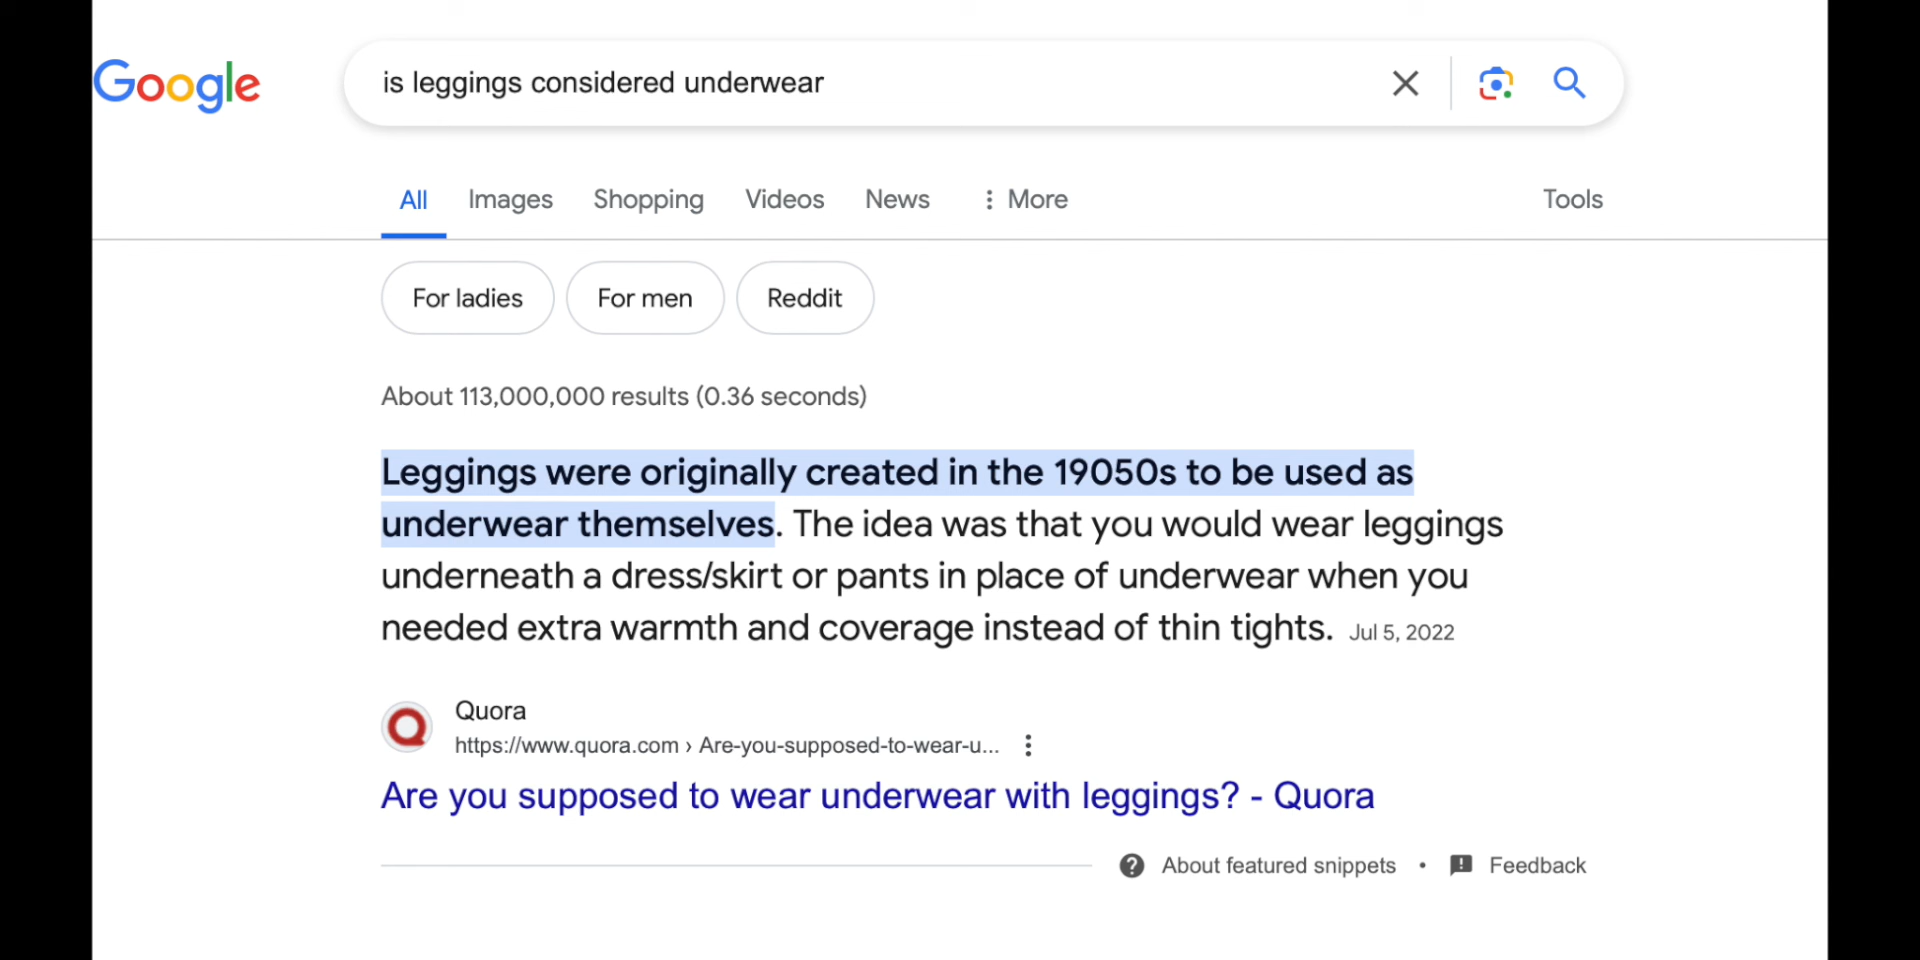 Google
is leggings considered underwear
All Images Shopping Videos News More Tools
For ladies For men Reddit
About 113,000,000 results (0.36 seconds)
Leggings were originally created in the 19050s to be used as
underwear themselves. The idea was that you would wear leggings
underneath a dress/skirt or pants in place of underwear when you
needed extra warmth and coverage instead of thin tights. Jul 5, 2022
Quora
https://www.quora.com › Are-you-supposed-to-wear-u...
Are you supposed to wear underwear with leggings? - Quora
About featured snippets • Feedback